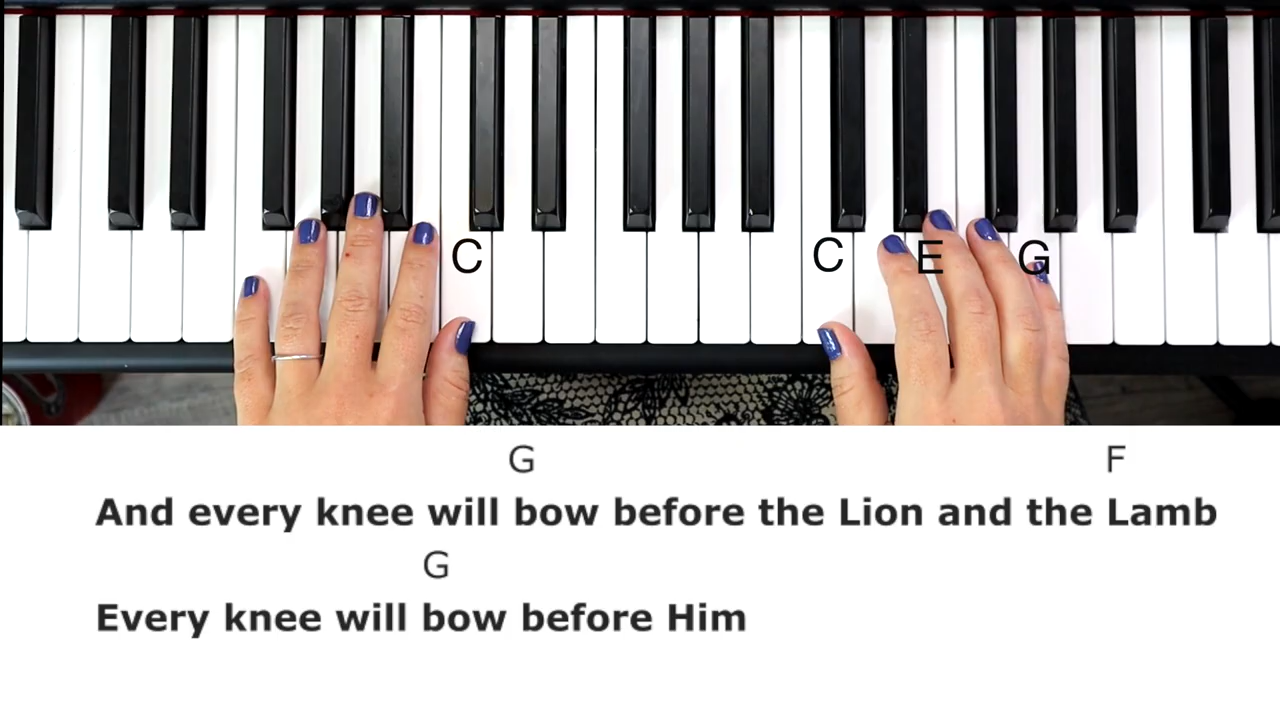 C C E G
G F
And every knee will bow before the Lion and the Lamb
G
Every knee will bow before Him